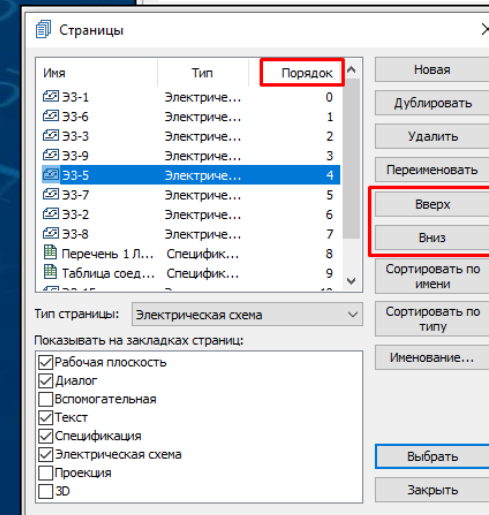 Страницы
Имя Тип Порядок
ЭЗ-1 Электриче... 0
ЭЗ-6 Электриче... 1
ЭЗ-3 Электриче... 2
ЭЗ-9 Электриче... 3
ЭЗ-5 Электриче... 4
ЭЗ-7 Электриче... 5
ЭЗ-2 Электриче... 6
ЭЗ-8 Электриче... 7
Перечень 1 Л... Специфик... 8
Таблица соед... Специфик... 9
Новая
Дублировать
Удалить
Переименовать
Вверх
Вниз
Сортировать по
имени
Сортировать по
типу
Именование...
Тип страницы: Электрическая схема
Показывать на закладках страниц:
Рабочая плоскость
Диалог
Вспомогательная
Текст
Спецификация
Электрическая схема
Проекция
3D
Выбрать
Закрыть